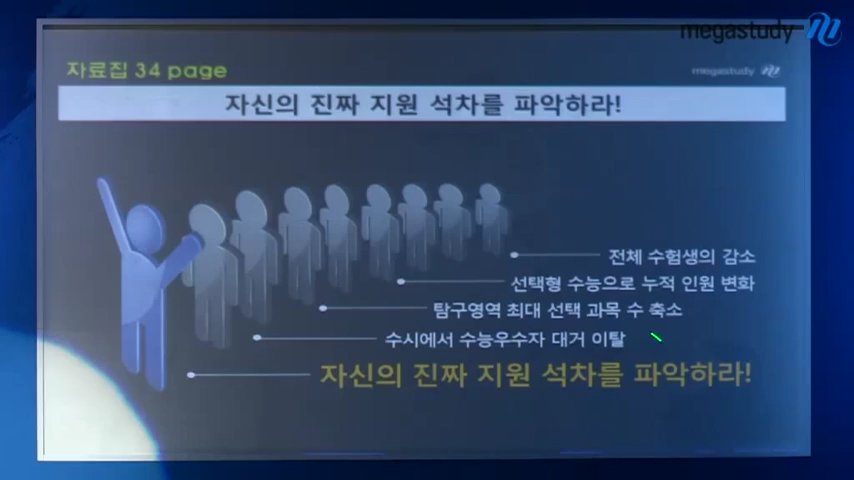 megastudy
자료집 34 page
megastudy
자신의 진짜 지원 석차를 파악하라!
전체 수험생의 감소
선택형 수능으로 누적 인원 변화
탐구영역 최대 선택 과목 수 축소
수시에서 수능우수자 대거 이탈
자신의 진짜 지원 석차를 파악하라!